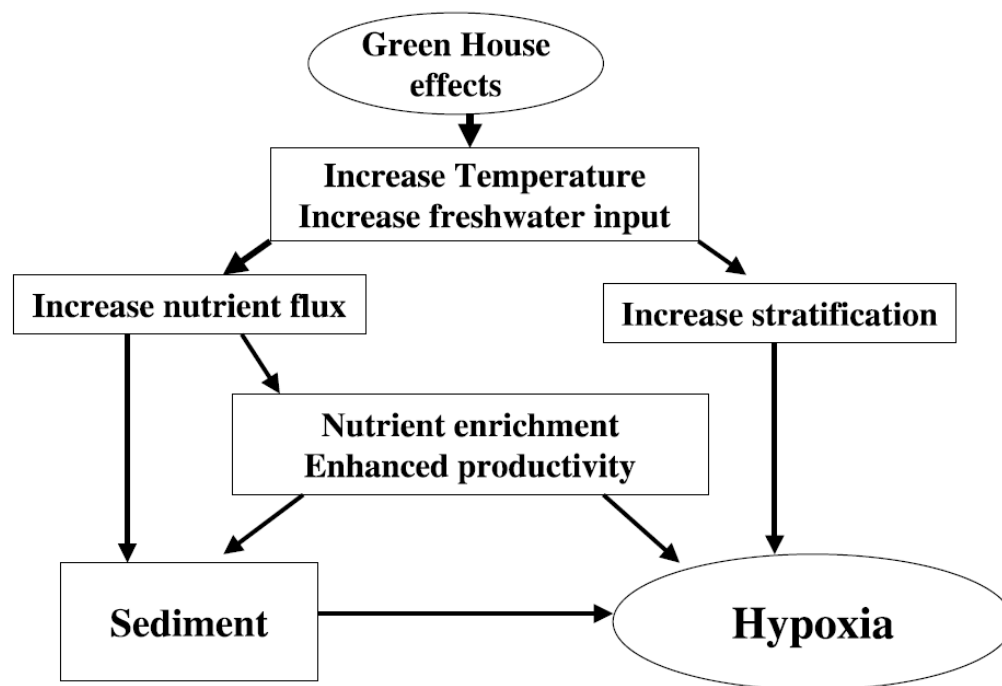 Green House
effects
Increase Temperature
Increase freshwater input
Increase nutrient flux
Increase stratification
Nutrient enrichment
Enhanced productivity
Sediment
Hypoxia